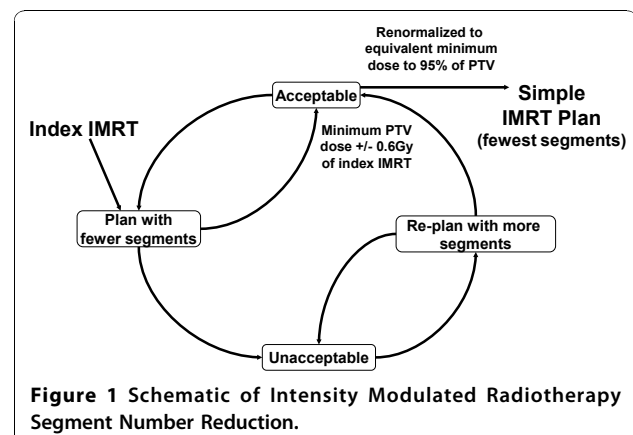 Renormalized to
equivalent minimum
dose to 95% of PTV
Acceptable
Simple
IMRT Plan
(fewest segments)
Index IMRT
Minimum PTV
dose +/- 0.6Gy
of index IMRT
Plan with
fewer segments
Re-plan with more
segments
Unacceptable
Figure 1 Schematic of Intensity Modulated Radiotherapy
Segment Number Reduction.